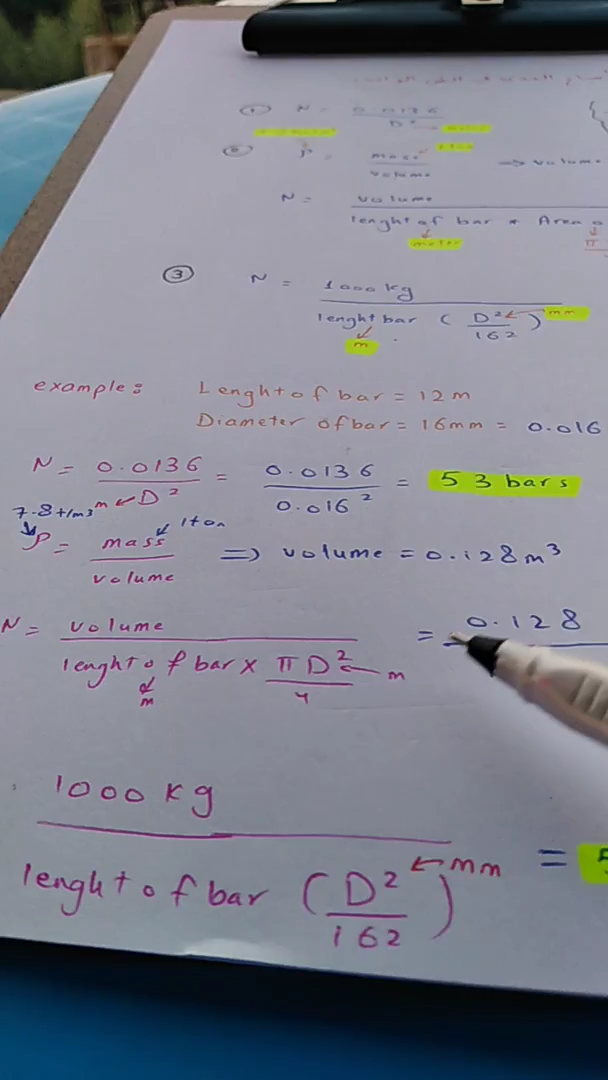 ① N = 0.0136
D²
② ρ = mass
volume
⇒ volume
N = volume
lenght of bar * Area
meter
π
③ N = 1000 kg
lenght bar ( D² / 162 ) mm
m
example: Lenght of bar = 12 m
Diameter of bar = 16 mm = 0.016
N = 0.0136 / D² = 0.0136 / 0.016² = 53 bars
m
7.8 t/m³
1 ton
ρ = mass / volume ⇒ volume = 0.128 m³
N = volume / lenght of bar × πD² / 4 = 0.128
m
m
1000 kg
lenght of bar ( D² / 162 ) mm = 5